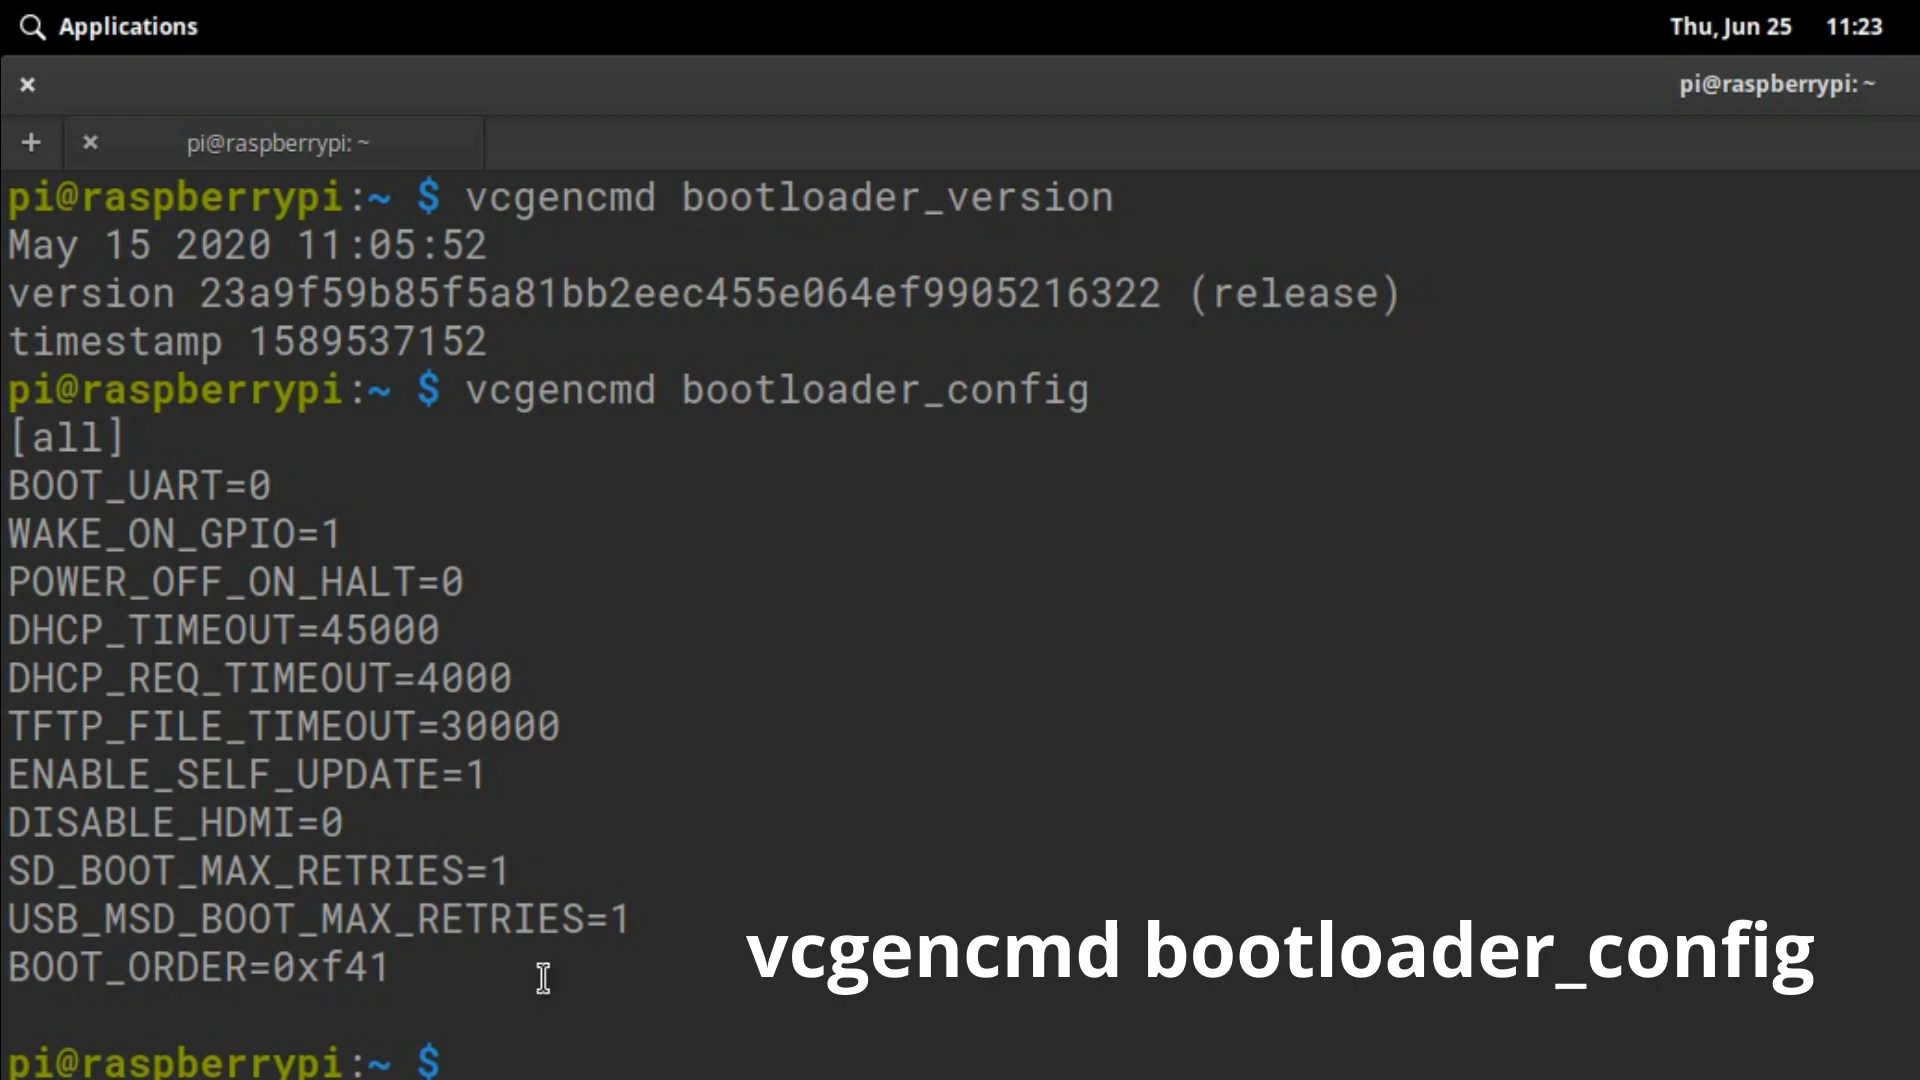 Applications
Thu, Jun 25 11:23
pi@raspberrypi: ~
pi@raspberrypi: ~
pi@raspberrypi:~ $ vcgencmd bootloader_version
May 15 2020 11:05:52
version 23a9f59b85f5a81bb2eec455e064ef9905216322 (release)
timestamp 1589537152
pi@raspberrypi:~ $ vcgencmd bootloader_config
[all]
BOOT_UART=0
WAKE_ON_GPIO=1
POWER_OFF_ON_HALT=0
DHCP_TIMEOUT=45000
DHCP_REQ_TIMEOUT=4000
TFTP_FILE_TIMEOUT=30000
ENABLE_SELF_UPDATE=1
DISABLE_HDMI=0
SD_BOOT_MAX_RETRIES=1
USB_MSD_BOOT_MAX_RETRIES=1
BOOT_ORDER=0xf41
vcgencmd bootloader_config
pi@raspberrypi:~ $